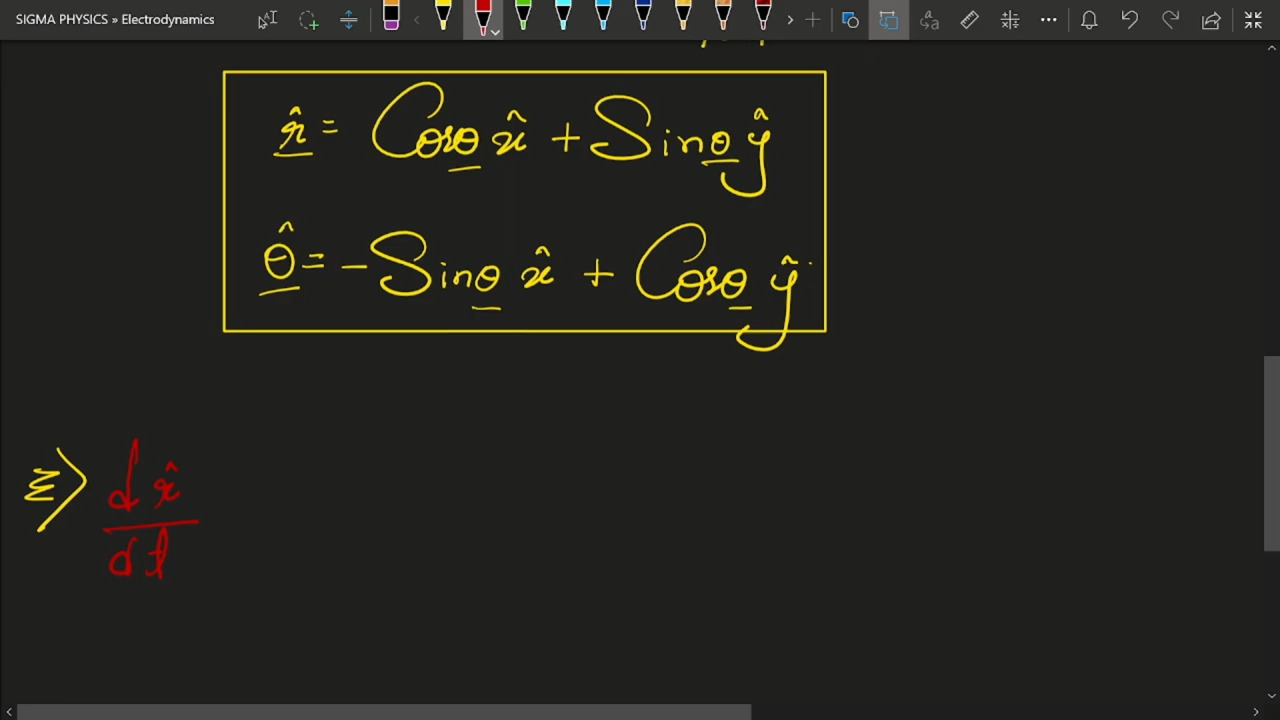 SIGMA PHYSICS » Electrodynamics
r̂ = Cosθ x̂ + Sinθ ŷ
θ̂ = -Sinθ x̂ + Cosθ ŷ
⇒ dr̂/dt